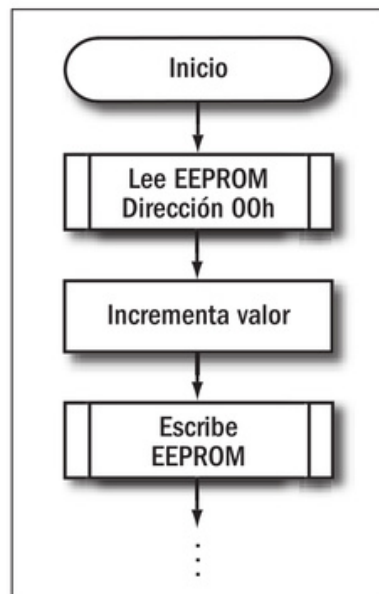 Inicio
Lee EEPROM
Dirección 00h
Incrementa valor
Escribe
EEPROM